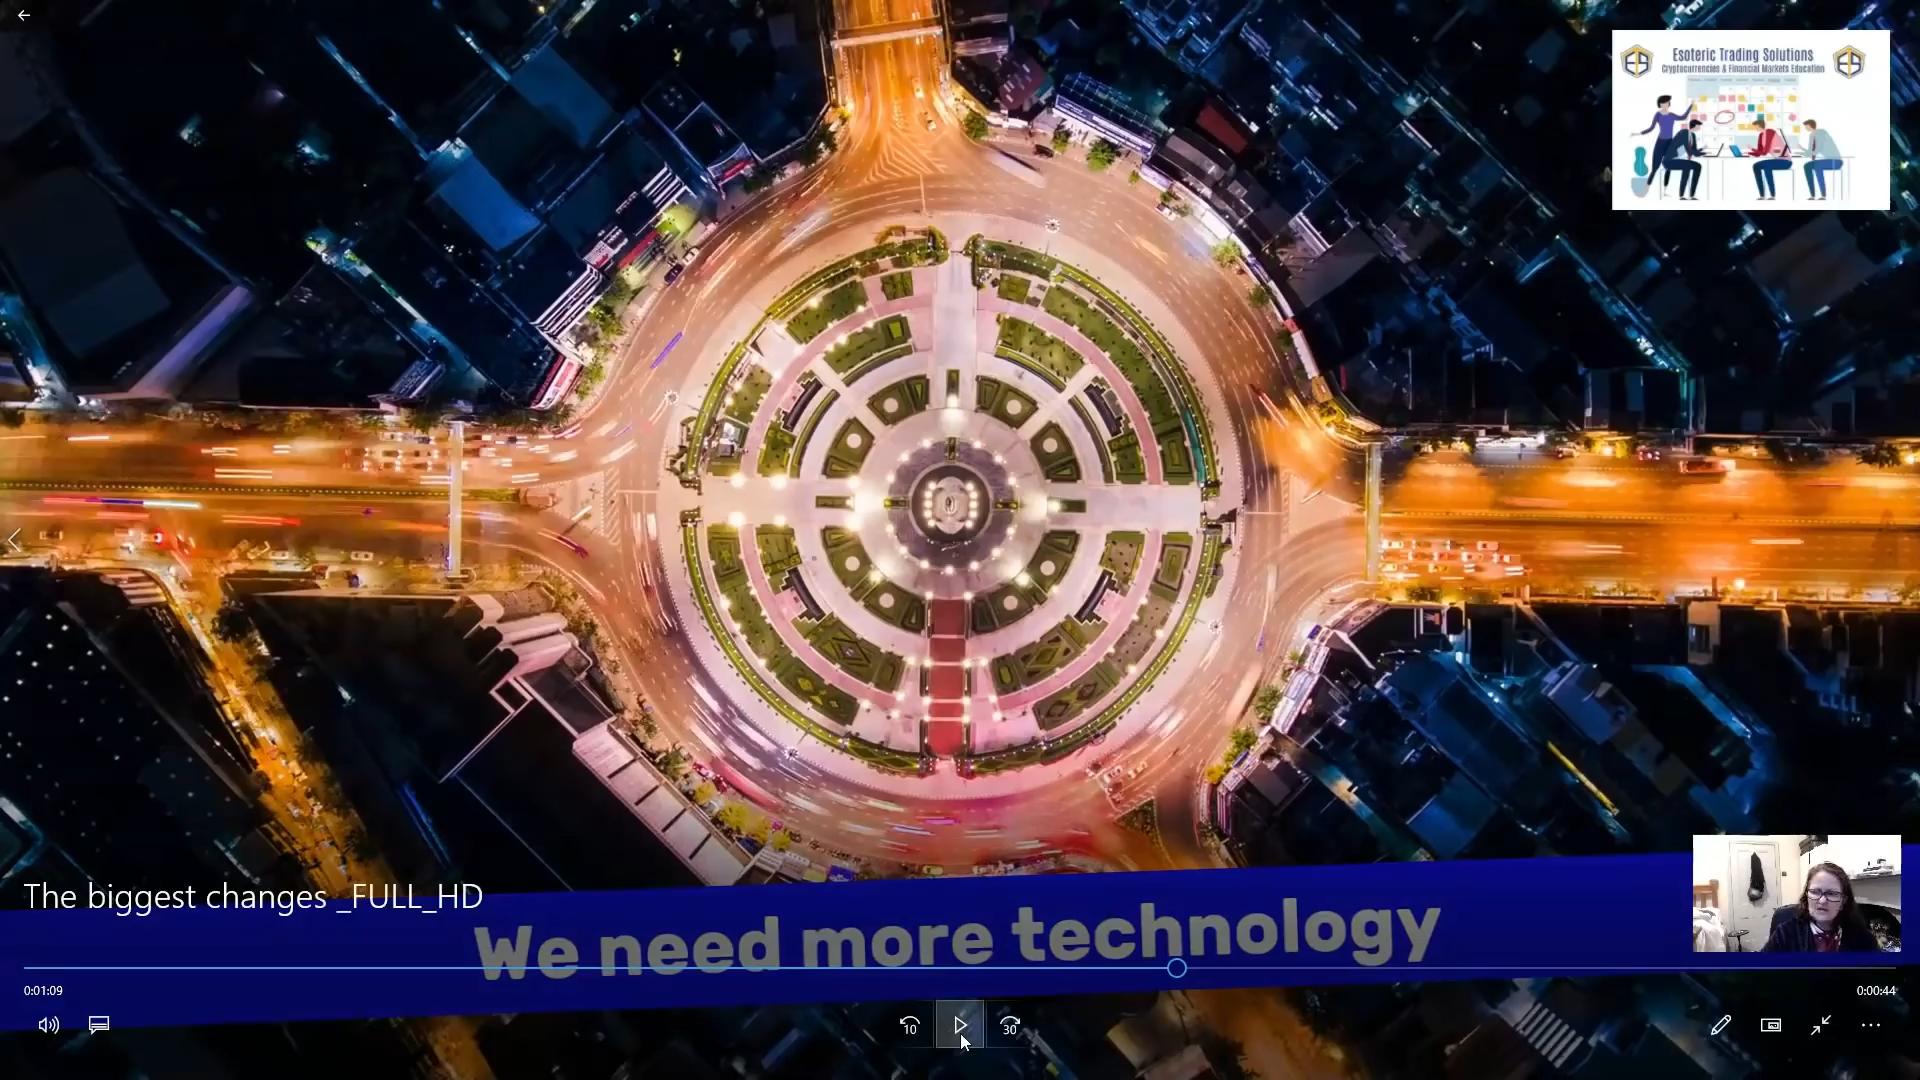 Esoteric Trading Solutions
Cryptocurrencies & Financial Markets Education
The biggest changes _FULL_HD
We need more technology
0:01:09
0:00:44
10
30